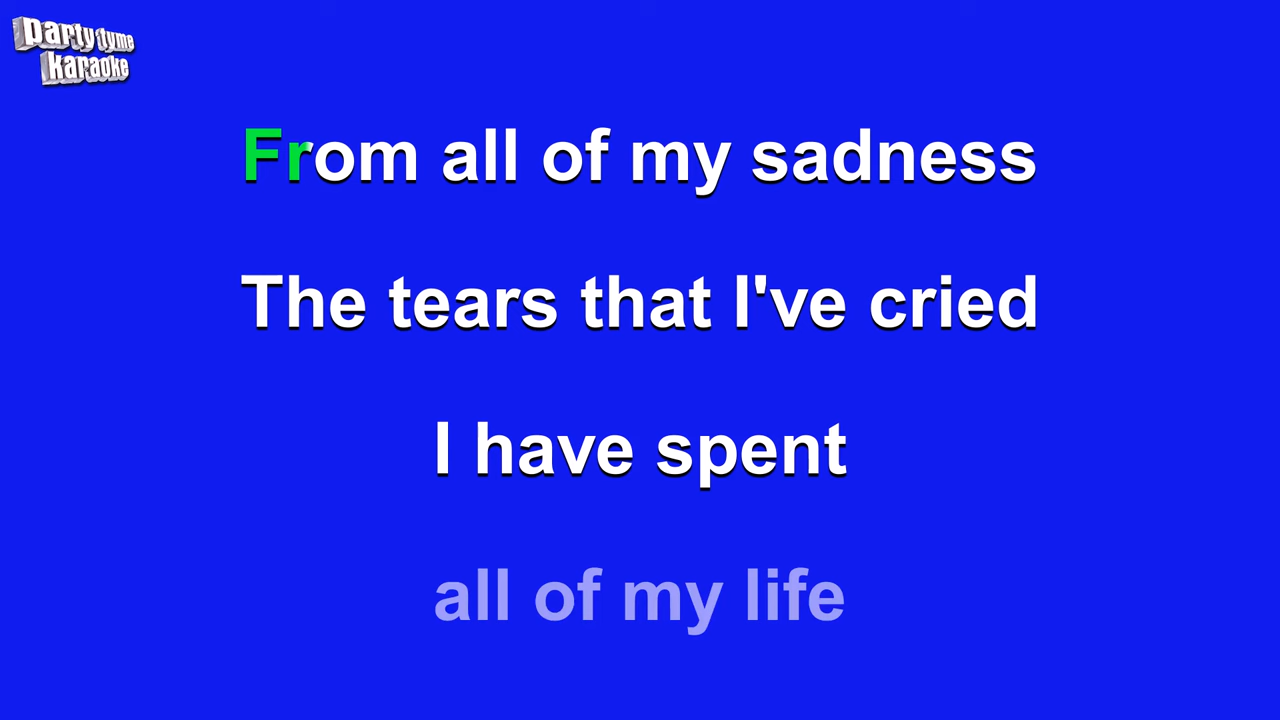 party tyme
karaoke
From all of my sadness
The tears that I've cried
I have spent
all of my life